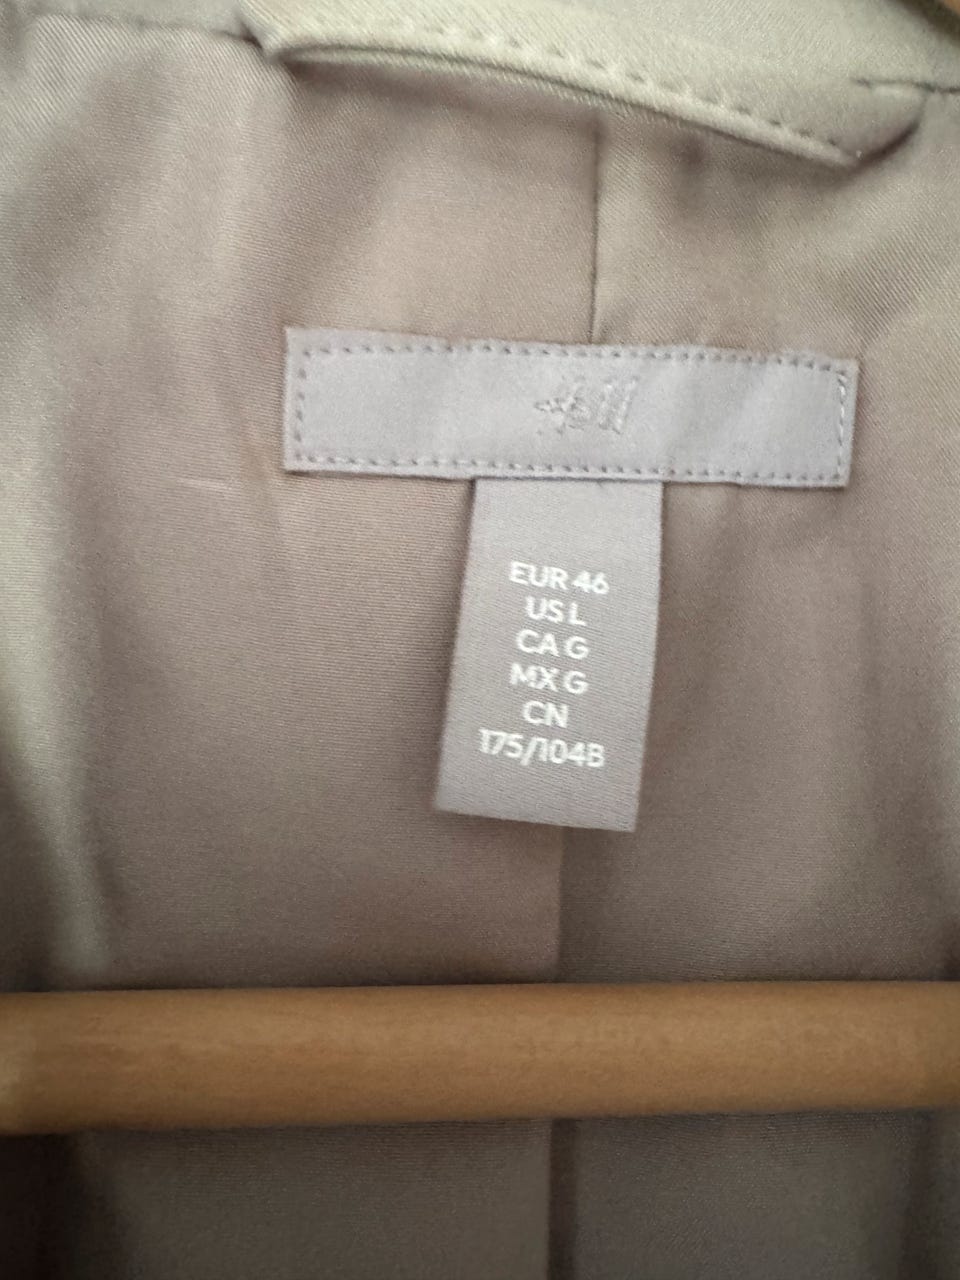 H&M
EUR 46
US L
CA G
MX G
CN
175/104B